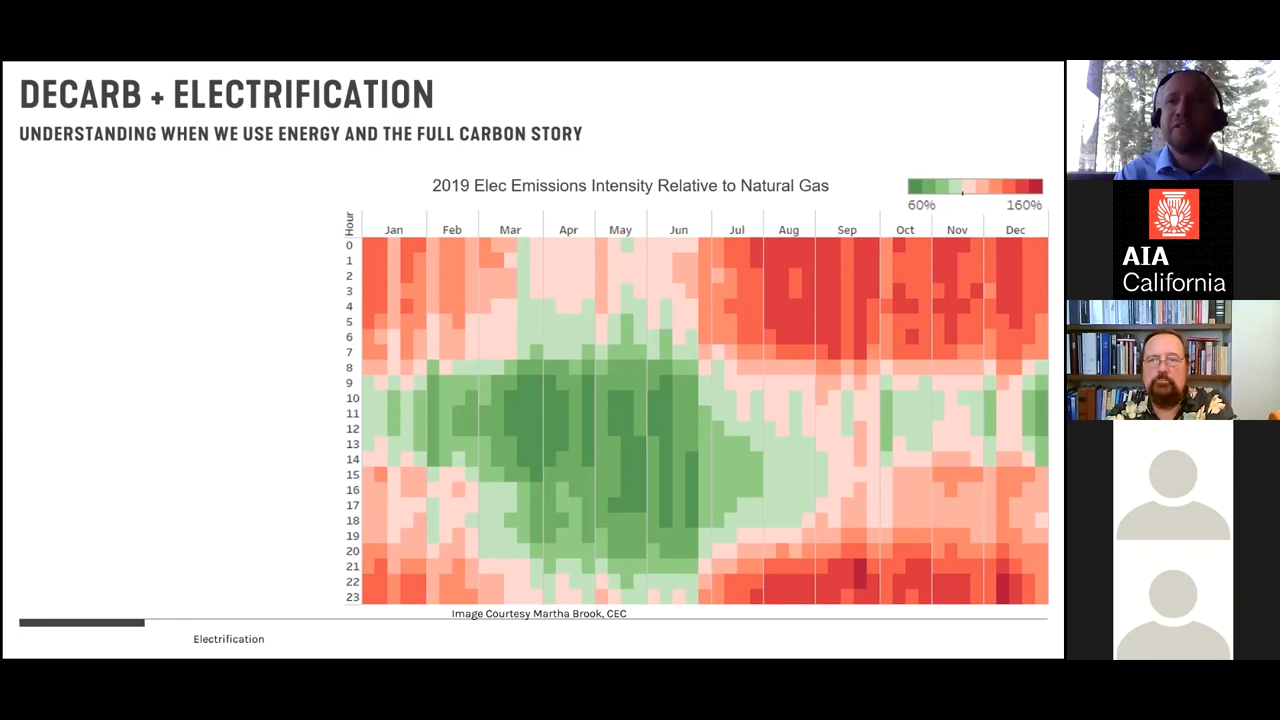 DECARB + ELECTRIFICATION
UNDERSTANDING WHEN WE USE ENERGY AND THE FULL CARBON STORY
2019 Elec Emissions Intensity Relative to Natural Gas
60% 160%
Hour
Jan Feb Mar Apr May Jun Jul Aug Sep Oct Nov Dec
0
1
2
3
4
5
6
7
8
9
10
11
12
13
14
15
16
17
18
19
20
21
22
23
Image Courtesy Martha Brook, CEC
Electrification
AIA
California